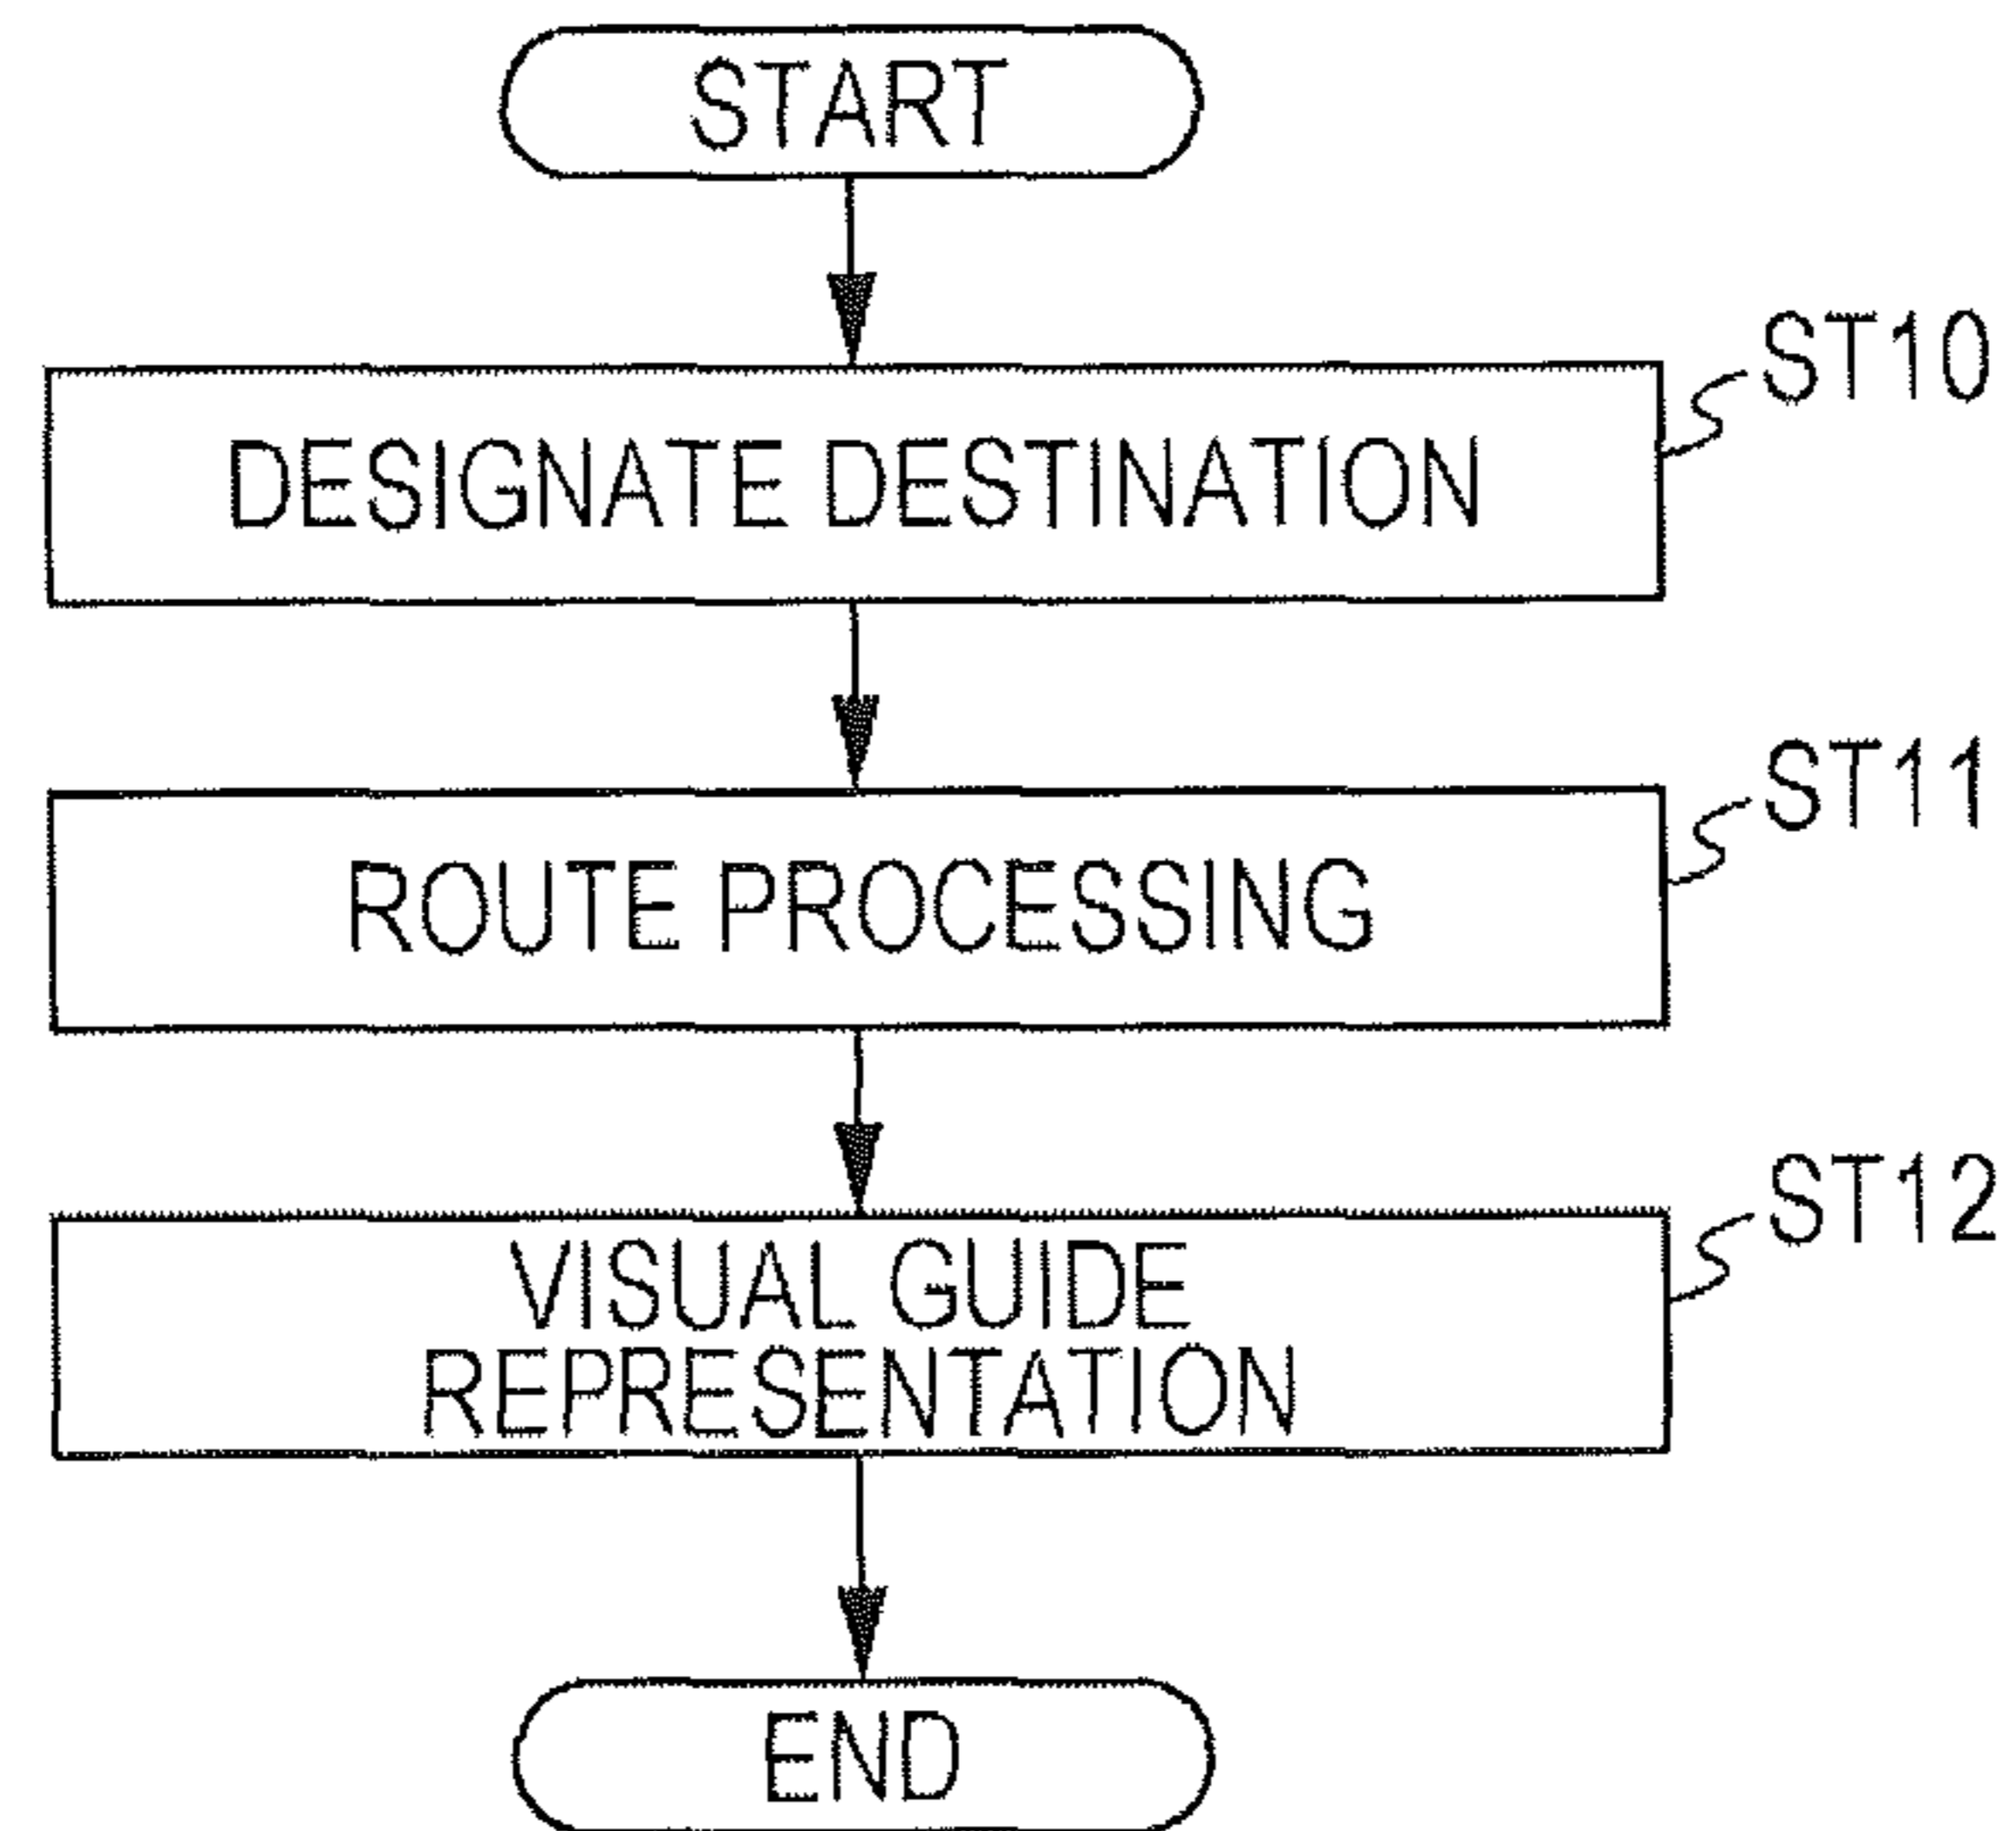 START
ST10
DESIGNATE DESTINATION
ST11
ROUTE PROCESSING
ST12
VISUAL GUIDE
REPRESENTATION
END